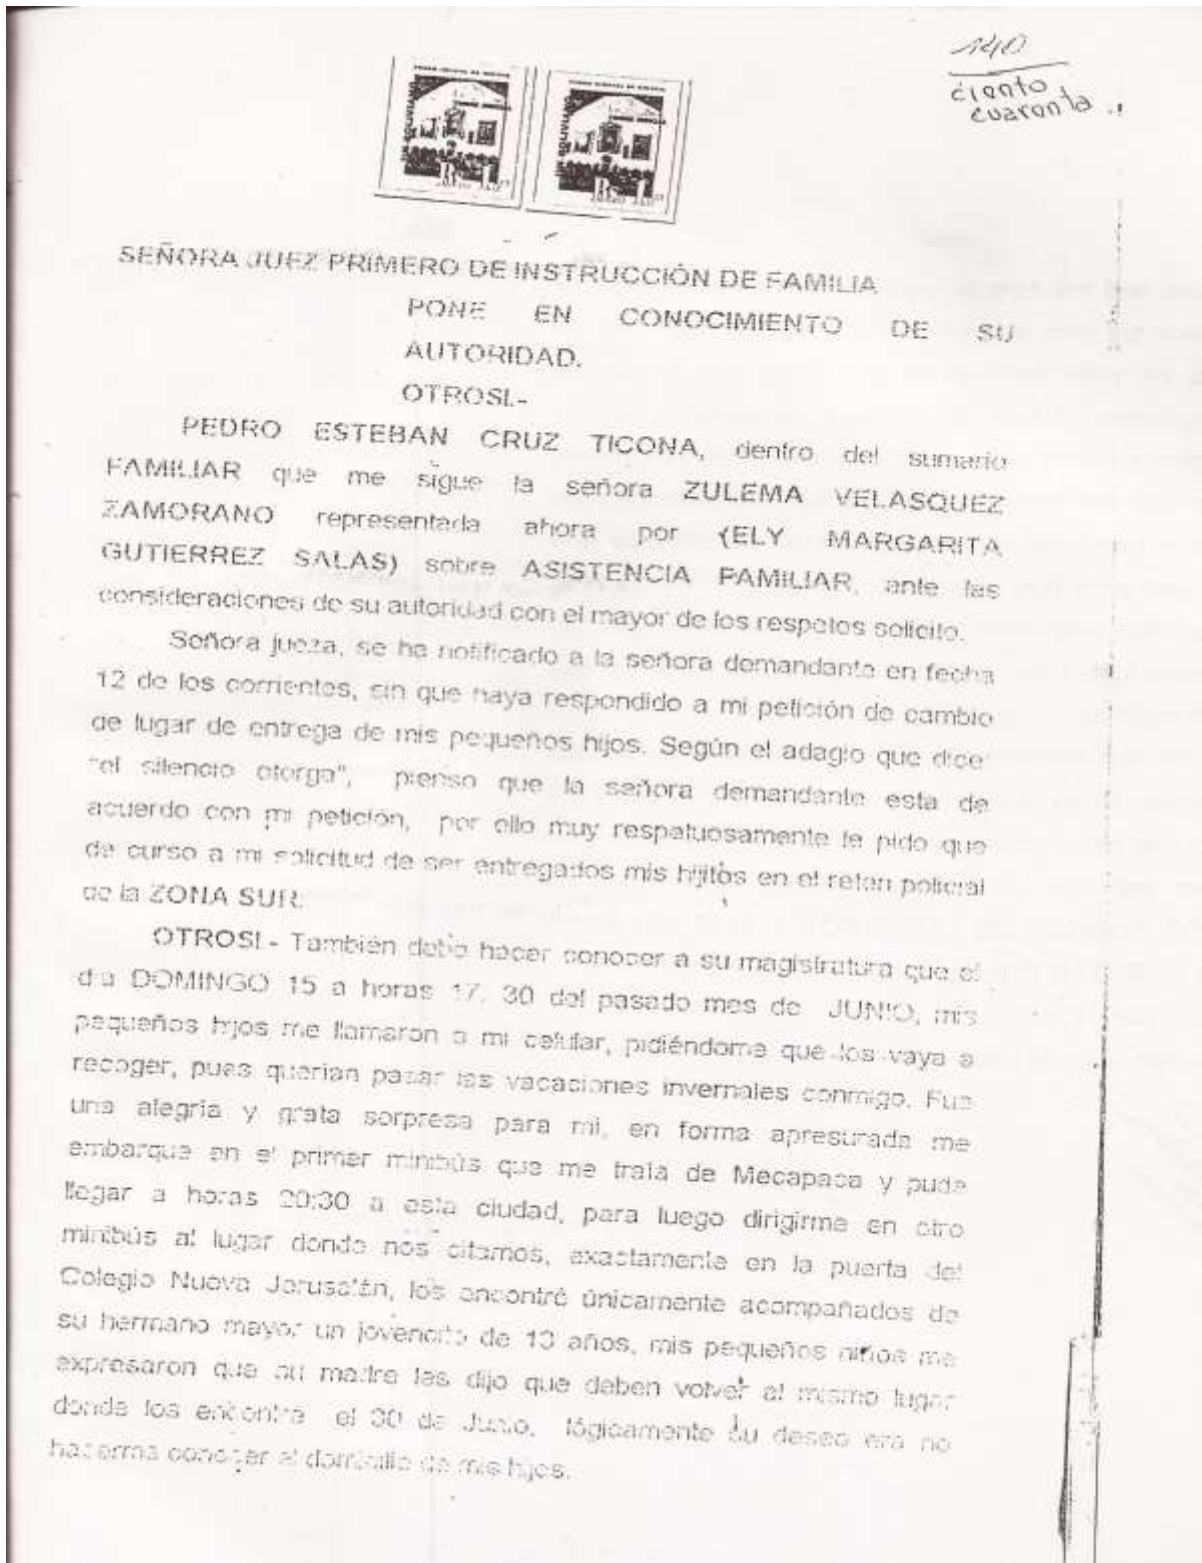 140
ciento
cuarenta
SEÑORA JUEZ PRIMERO DE INSTRUCCIÓN DE FAMILIA
PONE EN CONOCIMIENTO DE SU
AUTORIDAD.
OTROSI.-
PEDRO ESTEBAN CRUZ TICONA, dentro del sumario
FAMILIAR que me sigue la señora ZULEMA VELASQUEZ
ZAMORANO representada ahora por (ELY MARGARITA
GUTIERREZ SALAS) sobre ASISTENCIA FAMILIAR, ante las
consideraciones de su autoridad con el mayor de los respetos solicito.
Señora jueza, se ha notificado a la señora demandante en fecha
12 de los corrientes, sin que haya respondido a mi petición de cambio
de lugar de entrega de mis pequeños hijos. Según el adagio que dice
"el silencio otorga", pienso que la señora demandante esta de
acuerdo con mi petición, por ello muy respetuosamente le pido que
de curso a mi solicitud de ser entregados mis hijitos en el reten policial
de la ZONA SUR.
OTROSI.- También debo hacer conocer a su magistratura que el
día DOMINGO 15 a horas 17, 30 del pasado mes de JUNIO, mis
pequeños hijos me llamaron a mi celular, pidiéndome que los vaya a
recoger, pues querían pasar las vacaciones invernales conmigo. Fue
una alegría y grata sorpresa para mi, en forma apresurada me
embarque en el primer minibús que me traía de Mecapaca y pude
llegar a horas 20:30 a esta ciudad, para luego dirigirme en otro
minibús al lugar donde nos citamos, exactamente en la puerta del
Colegio Nueva Jerusalén, los encontré únicamente acompañados de
su hermano mayor un jovencito de 13 años, mis pequeños niños me
expresaron que su madre les dijo que deben volver al mismo lugar
donde los encontre el 30 de Junio, lógicamente su deseo era no
hacerme conocer el domicilio de mis hijos.